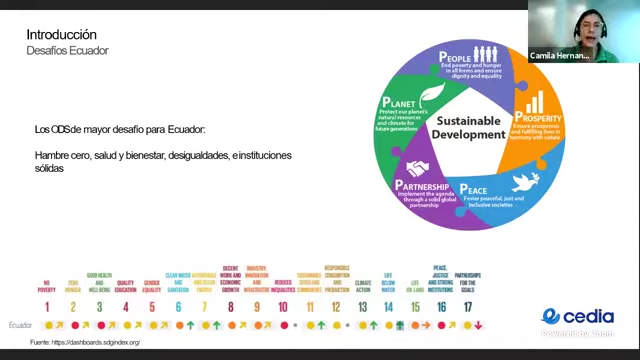 Introducción
Desafíos Ecuador
Camila Hernan...
Los ODS de mayor desafío para Ecuador:
Hambre cero, salud y bienestar, desigualdades, e instituciones
sólidas
PEOPLE
End poverty and hunger
in all forms and ensure
dignity and equality
PLANET
Protect our planet's
natural resources
and climate for
future generations
PROSPERITY
Ensure prosperous
and fulfilling lives in
harmony with nature
Sustainable
Development
PARTNERSHIP
Implement the agenda
through a solid global
partnership
PEACE
Foster peaceful, just and
inclusive societies
NO
POVERTY
ZERO
HUNGER
GOOD HEALTH
AND
WELL-BEING
QUALITY
EDUCATION
GENDER
EQUALITY
CLEAN WATER
AND
SANITATION
AFFORDABLE
AND CLEAN
ENERGY
DECENT
WORK AND
ECONOMIC
GROWTH
INDUSTRY,
INNOVATION
AND
INFRASTRUCTURE
REDUCED
INEQUALITIES
SUSTAINABLE
CITIES AND
COMMUNITIES
RESPONSIBLE
CONSUMPTION
AND
PRODUCTION
CLIMATE
ACTION
LIFE
BELOW
WATER
LIFE
ON LAND
PEACE,
JUSTICE
AND STRONG
INSTITUTIONS
PARTNERSHIPS
FOR THE
GOALS
1 2 3 4 5 6 7 8 9 10 11 12 13 14 15 16 17
Ecuador
Fuente: https://dashboards.sdgindex.org/
cedia
Powered by Zoom